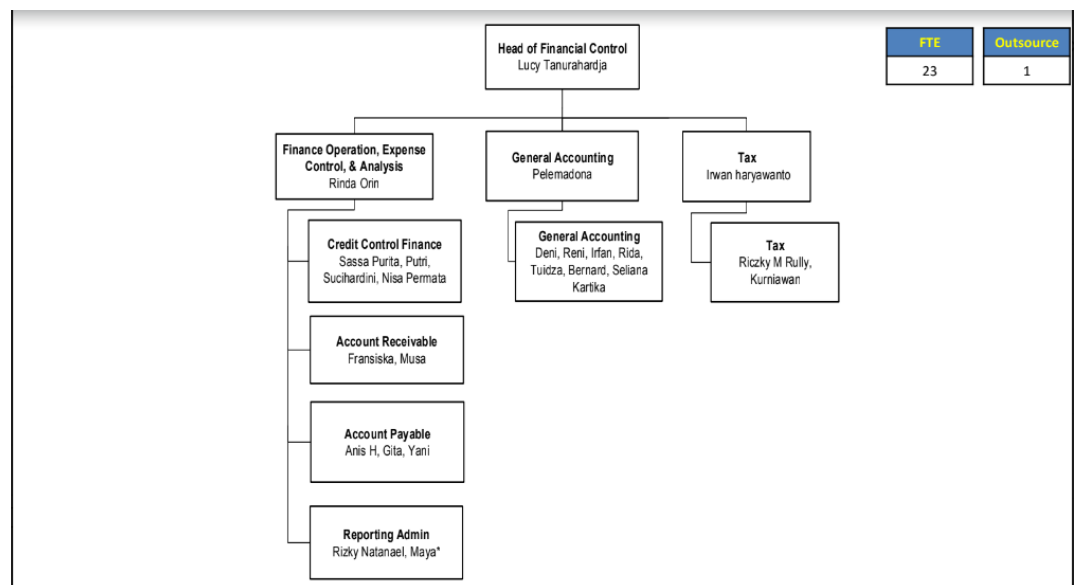 Head of Financial Control
Lucy Tanurahardja
FTE
Outsource
23
1
Finance Operation, Expense
Control, & Analysis
Rinda Orin
General Accounting
Pelemadona
Tax
Irwan haryawanto
Credit Control Finance
Sassa Purita, Putri,
Sucihardini, Nisa Permata
General Accounting
Deni, Reni, Irfan, Rida,
Tuidza, Bernard, Seliana
Kartika
Tax
Riczky M Rully,
Kurniawan
Account Receivable
Fransiska, Musa
Account Payable
Anis H, Gita, Yani
Reporting Admin
Rizky Natanael, Maya*